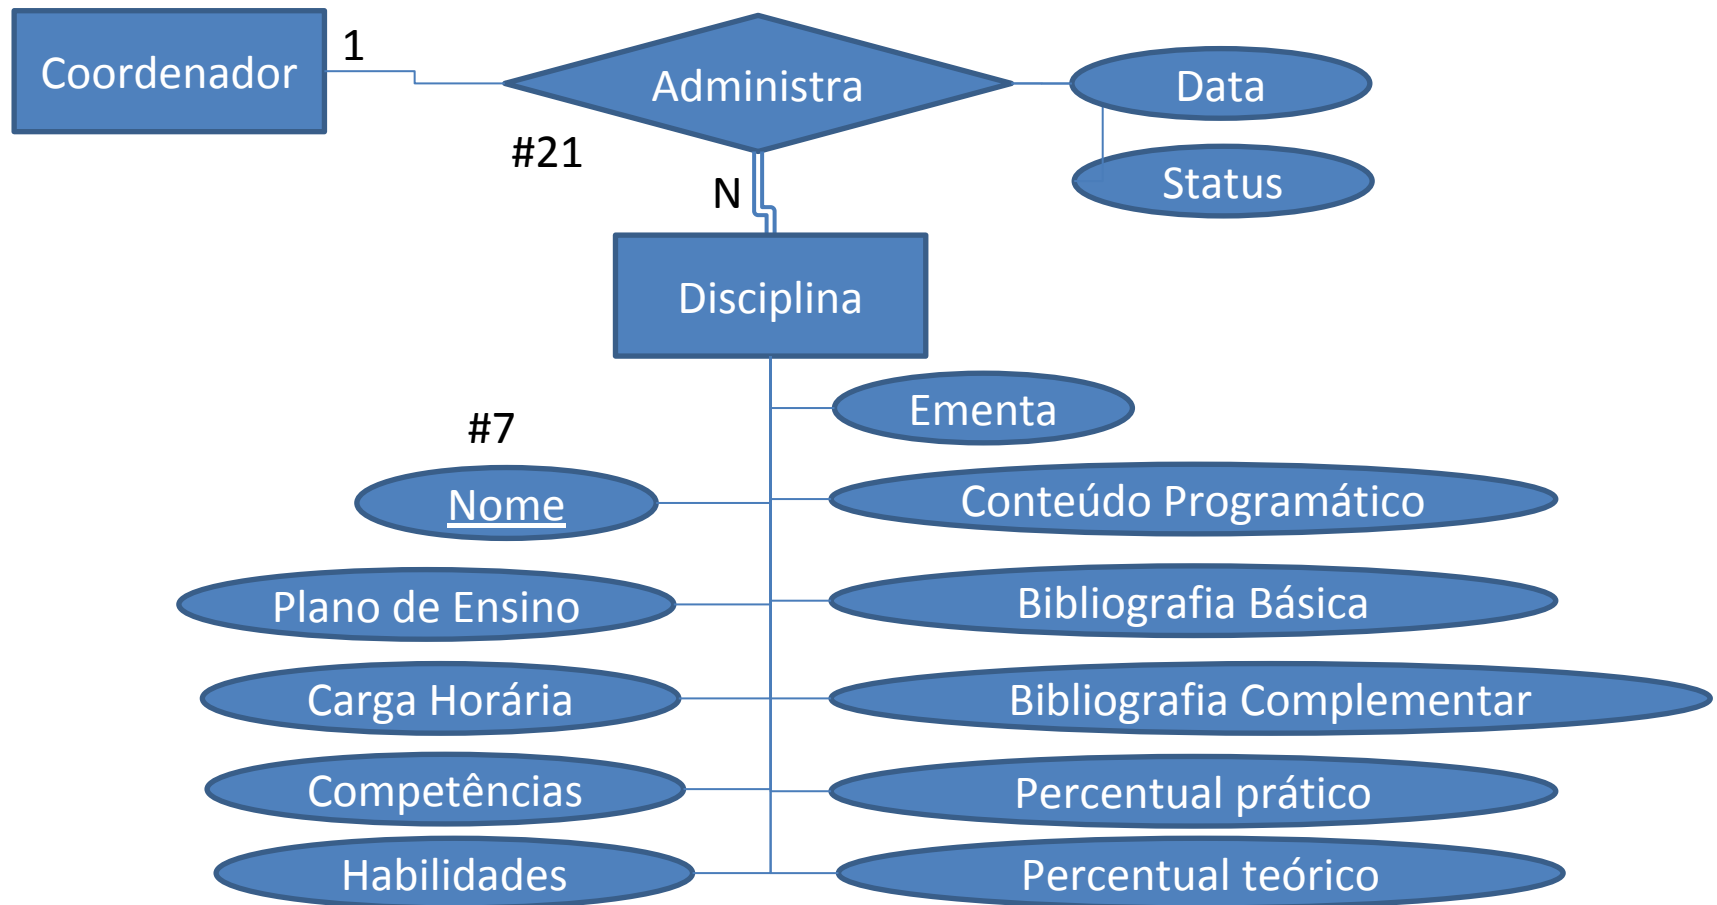 Coordenador
1
Administra
Data
#21
Status
N
Disciplina
Ementa
#7
Nome
Conteúdo Programático
Plano de Ensino
Bibliografia Básica
Carga Horária
Bibliografia Complementar
Competências
Percentual prático
Habilidades
Percentual teórico